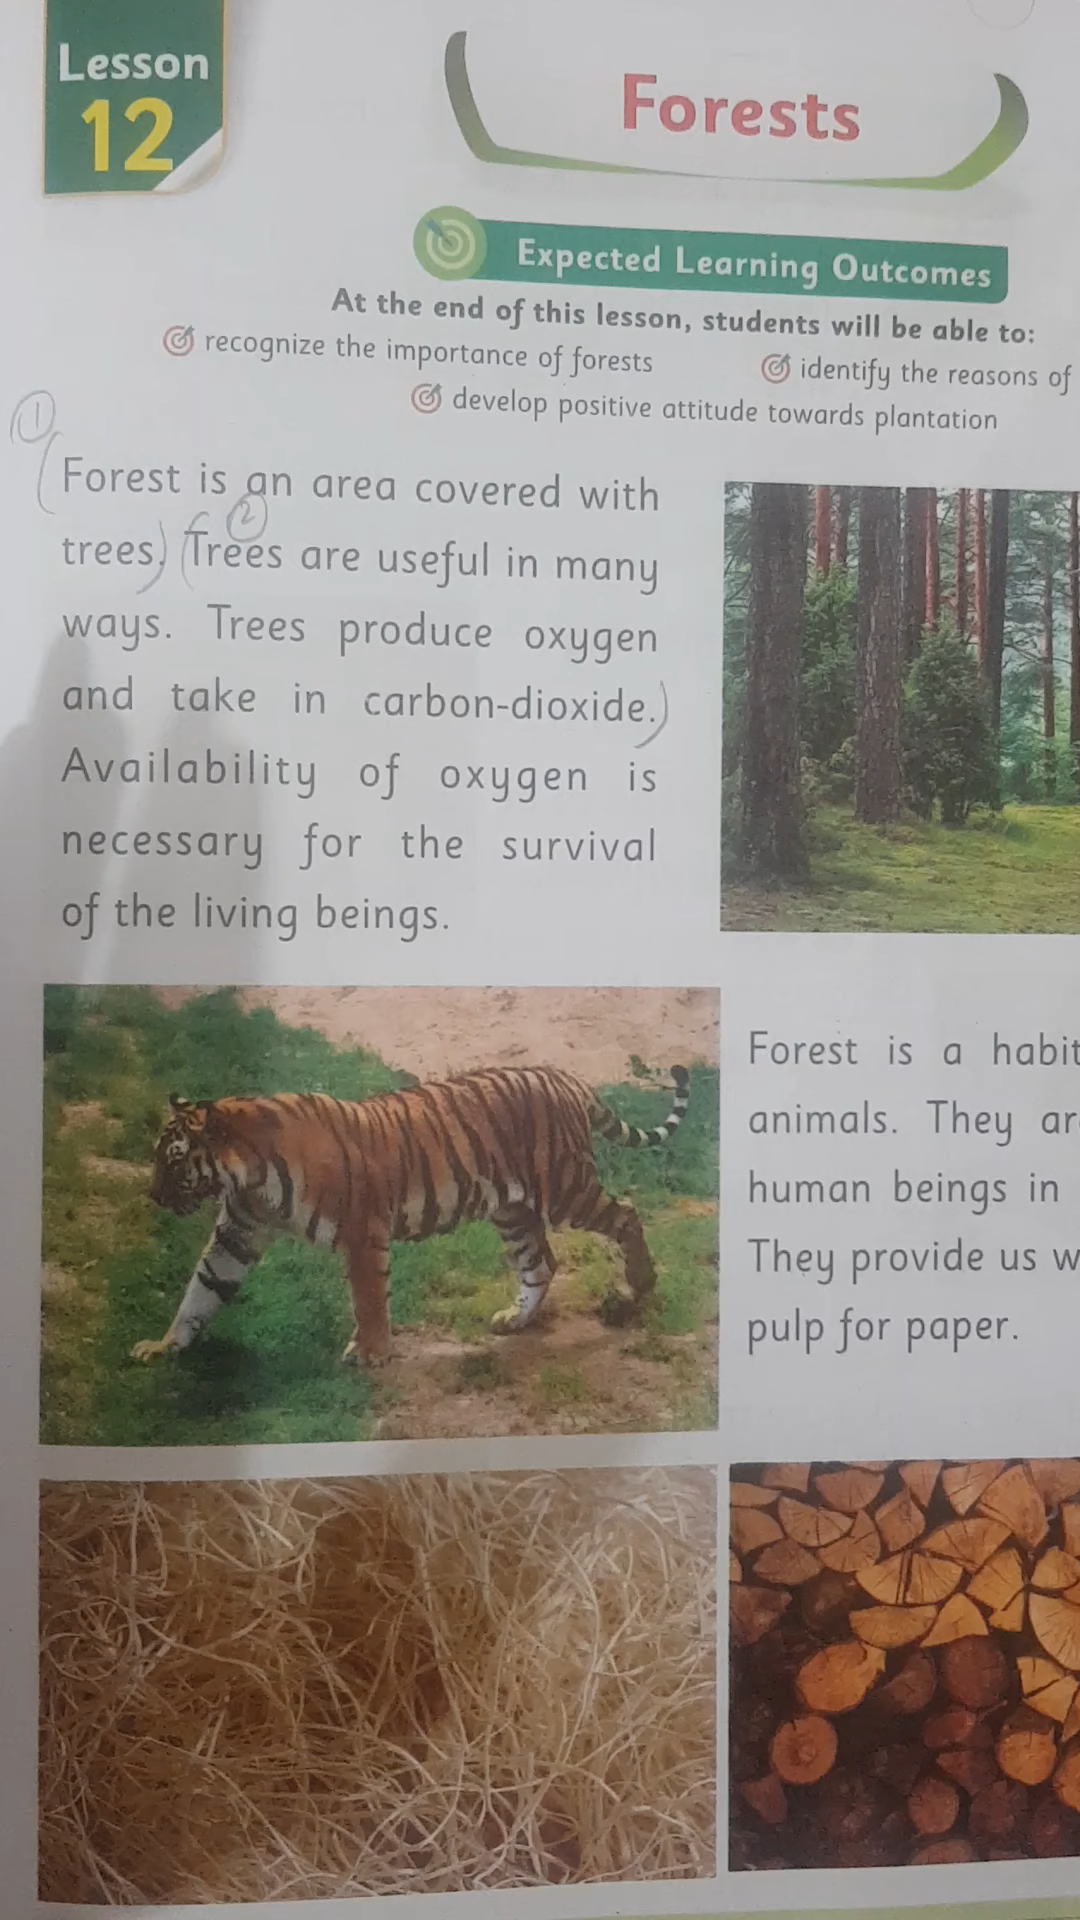 Lesson
12
Forests
Expected Learning Outcomes
At the end of this lesson, students will be able to:
recognize the importance of forests
identify the reasons of
develop positive attitude towards plantation
1
Forest is an area covered with
2
trees. Trees are useful in many
ways. Trees produce oxygen
and take in carbon-dioxide.
Availability of oxygen is
necessary for the survival
of the living beings.
Forest is a
animals. They
human beings in
They provide us
pulp for paper.